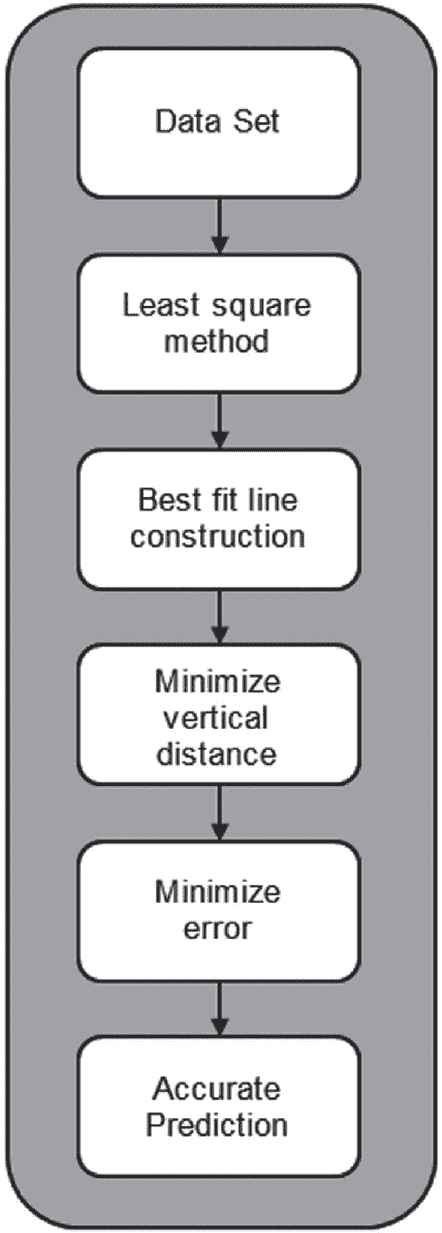 Data Set
Least square
method
Best fit line
construction
Minimize
vertical
distance
Minimize
error
Accurate
Prediction